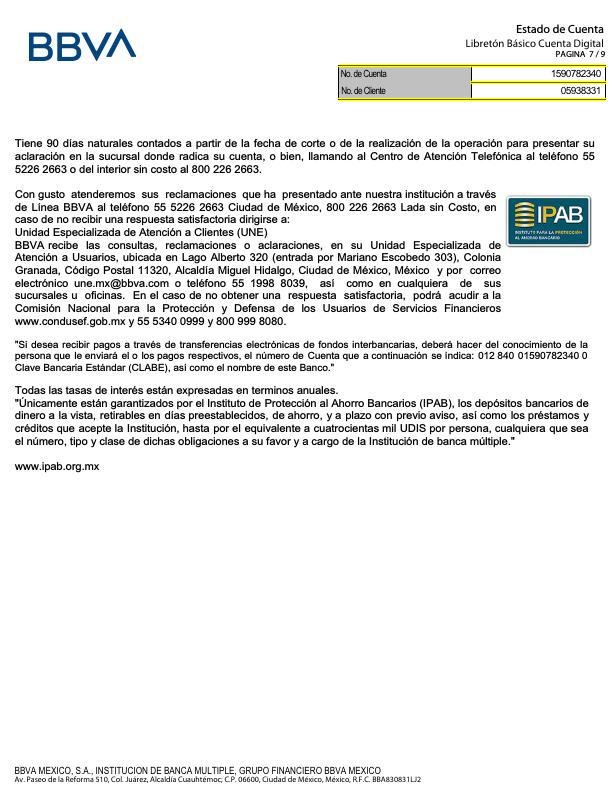 BBVA
Estado de Cuenta
Libretón Básico Cuenta Digital
PAGINA 7 / 9
No. de Cuenta 1590782340
No. de Cliente 05938331
Tiene 90 días naturales contados a partir de la fecha de corte o de la realización de la operación para presentar su
aclaración en la sucursal donde radica su cuenta, o bien, llamando al Centro de Atención Telefónica al teléfono 55
5226 2663 o del interior sin costo al 800 226 2663.
Con gusto atenderemos sus reclamaciones que ha presentado ante nuestra institución a través
de Línea BBVA al teléfono 55 5226 2663 Ciudad de México, 800 226 2663 Lada sin Costo, en
caso de no recibir una respuesta satisfactoria dirigirse a:
Unidad Especializada de Atención a Clientes (UNE)
BBVA recibe las consultas, reclamaciones o aclaraciones, en su Unidad Especializada de
Atención a Usuarios, ubicada en Lago Alberto 320 (entrada por Mariano Escobedo 303), Colonia
Granada, Código Postal 11320, Alcaldía Miguel Hidalgo, Ciudad de México, México y por correo
electrónico une.mx@bbva.com o teléfono 55 1998 8039, así como en cualquiera de sus
sucursales u oficinas. En el caso de no obtener una respuesta satisfactoria, podrá acudir a la
Comisión Nacional para la Protección y Defensa de los Usuarios de Servicios Financieros
www.condusef.gob.mx y 55 5340 0999 y 800 999 8080.
IPAB
INSTITUTO PARA LA PROTECCIÓN
AL AHORRO BANCARIO
"Si desea recibir pagos a través de transferencias electrónicas de fondos interbancarias, deberá hacer del conocimiento de la
persona que le enviará el o los pagos respectivos, el número de Cuenta que a continuación se índica: 012 840 01590782340 0
Clave Bancaria Estándar (CLABE), asi como el nombre de este Banco."
Todas las tasas de interés están expresadas en terminos anuales.
"Únicamente están garantizados por el Instituto de Protección al Ahorro Bancarios (IPAB), los depósitos bancarios de
dinero a la vista, retirables en días preestablecidos, de ahorro, y a plazo con previo aviso, así como los préstamos y
créditos que acepte la Institución, hasta por el equivalente a cuatrocientas mil UDIS por persona, cualquiera que sea
el número, tipo y clase de dichas obligaciones a su favor y a cargo de la Institución de banca múltiple."
www.ipab.org.mx
BBVA MEXICO, S.A., INSTITUCION DE BANCA MULTIPLE, GRUPO FINANCIERO BBVA MEXICO
Av. Paseo de la Reforma 510, Col. Juárez, Alcaldía Cuauhtémoc; C.P. 06600, Ciudad de México, México, R.F.C. BBA830831LJ2